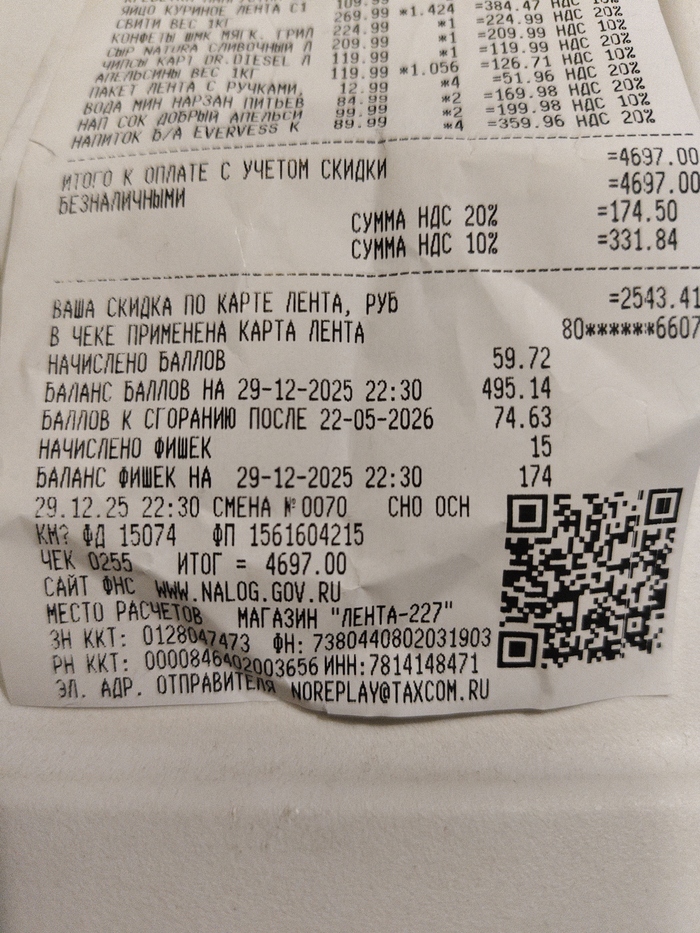 109.99
ЯЙЦО КУРИНОЕ ЛЕНТА С1 269.99 *1.424 =384.47 НДС 10%
СВИТИ ВЕС 1КГ 224.99 *1 =224.99 НДС 20%
КОНФЕТЫ ШМК МЯГК. ГРИЛ 209.99 *1 =209.99 НДС 10%
СЫР NATURA СЛИВОЧНЫЙ Л 119.99 *1 =119.99 НДС 20%
ЧИПСЫ КАРТ DR.DIESEL Л 119.99 *1.056 =126.71 НДС 10%
АПЕЛЬСИНЫ ВЕС 1КГ 12.99 *4 =51.96 НДС 20%
ПАКЕТ ЛЕНТА С РУЧКАМИ, 84.99 *2 =169.98 НДС 20%
ВОДА МИН НАРЗАН ПИТЬЕВ 99.99 *2 =199.98 НДС 10%
НАП СОК ДОБРЫЙ АПЕЛЬСИ 89.99 *4 =359.96 НДС 20%
НАПИТОК Б/А EVERVESS К
ИТОГО К ОПЛАТЕ С УЧЕТОМ СКИДКИ =4697.00
БЕЗНАЛИЧНЫМИ =4697.00
СУММА НДС 20% =174.50
СУММА НДС 10% =331.84
ВАША СКИДКА ПО КАРТЕ ЛЕНТА, РУБ =2543.41
В ЧЕКЕ ПРИМЕНЕНА КАРТА ЛЕНТА 80******6607
НАЧИСЛЕНО БАЛЛОВ 59.72
БАЛАНС БАЛЛОВ НА 29-12-2025 22:30 495.14
БАЛЛОВ К СГОРАНИЮ ПОСЛЕ 22-05-2026 74.63
НАЧИСЛЕНО ФИШЕК 15
БАЛАНС ФИШЕК НА 29-12-2025 22:30 174
29.12.25 22:30 СМЕНА №0070 СНО ОСН
КМ? ФД 15074 ФП 1561604215
ЧЕК 0255 ИТОГ = 4697.00
САЙТ ФНС WWW.NALOG.GOV.RU
МЕСТО РАСЧЕТОВ МАГАЗИН "ЛЕНТА-227"
ЗН ККТ: 0128047473 ФН: 7380440802031903
РН ККТ: 0000846402003656 ИНН:7814148471
ЭЛ. АДР. ОТПРАВИТЕЛЯ NOREPLAY@TAXCOM.RU